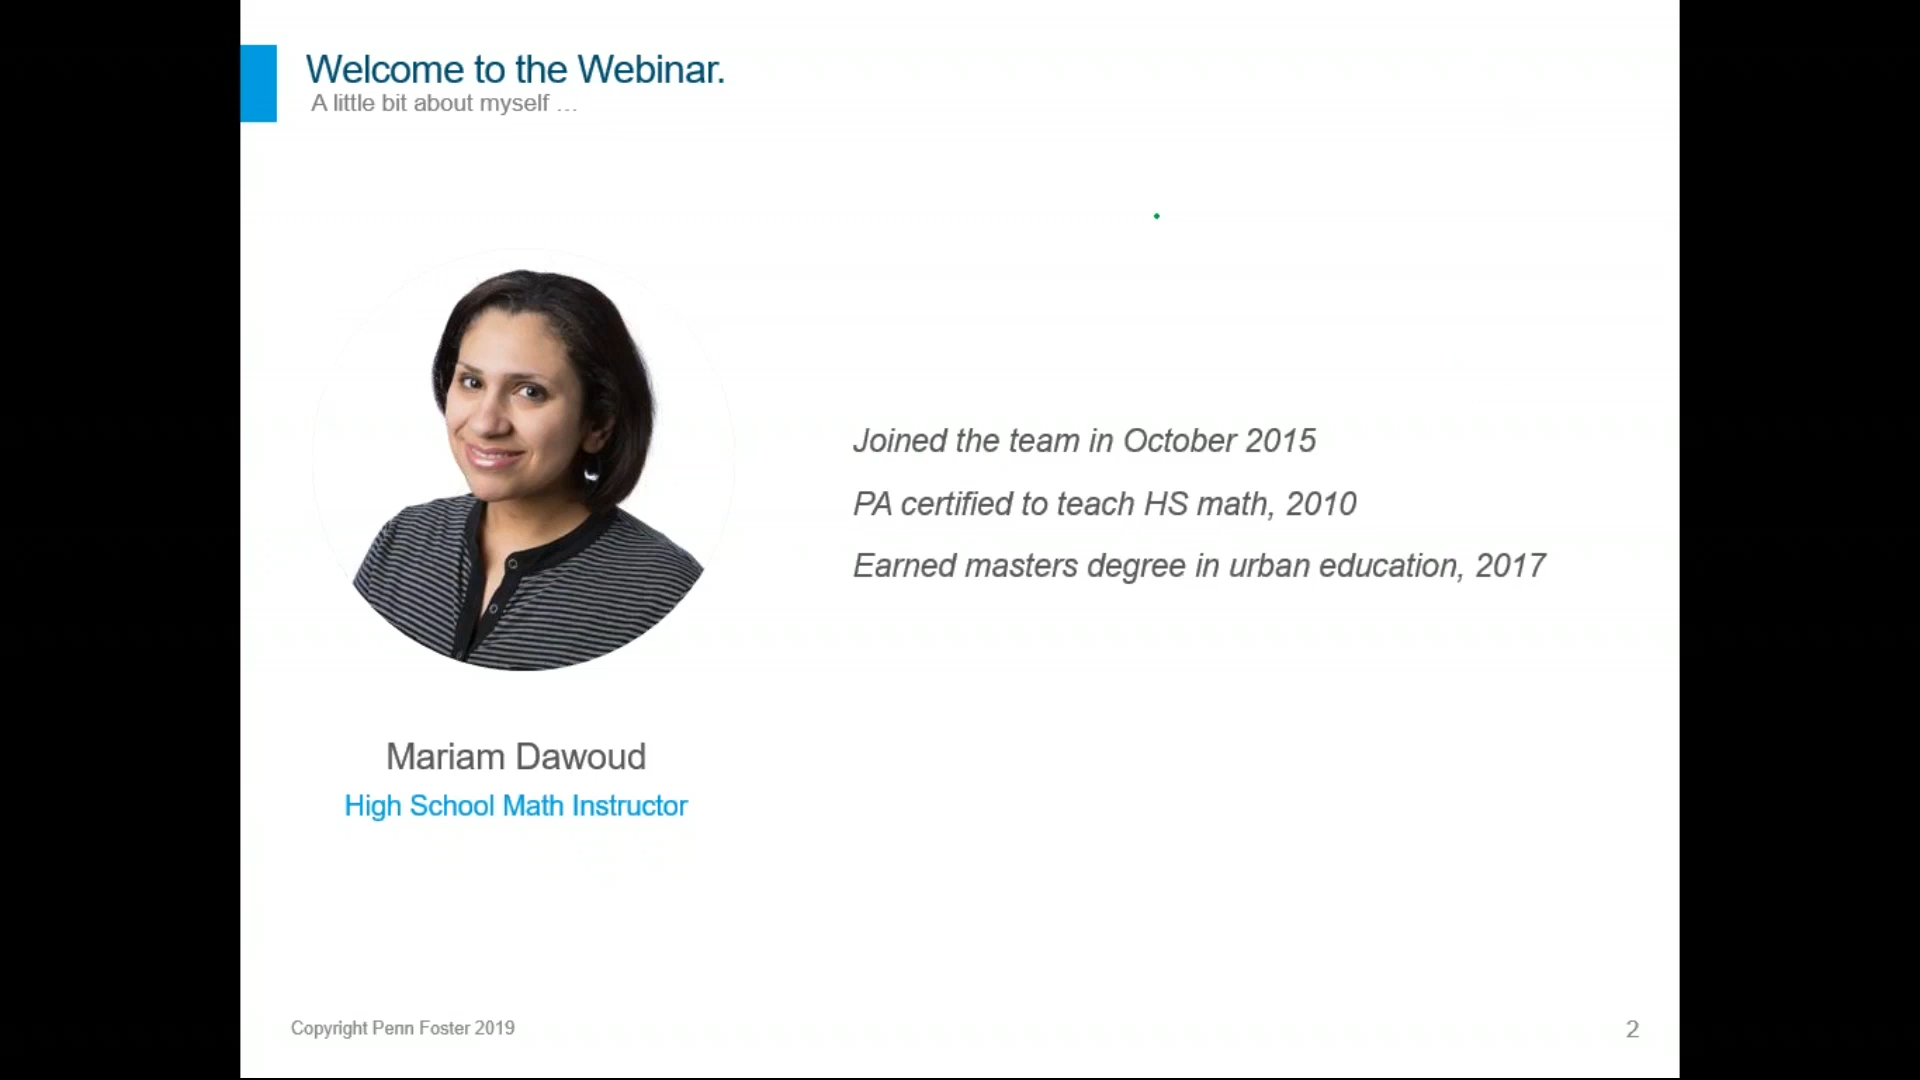 Welcome to the Webinar.
A little bit about myself ...
Joined the team in October 2015
PA certified to teach HS math, 2010
Earned masters degree in urban education, 2017
Mariam Dawoud
High School Math Instructor
Copyright Penn Foster 2019
2